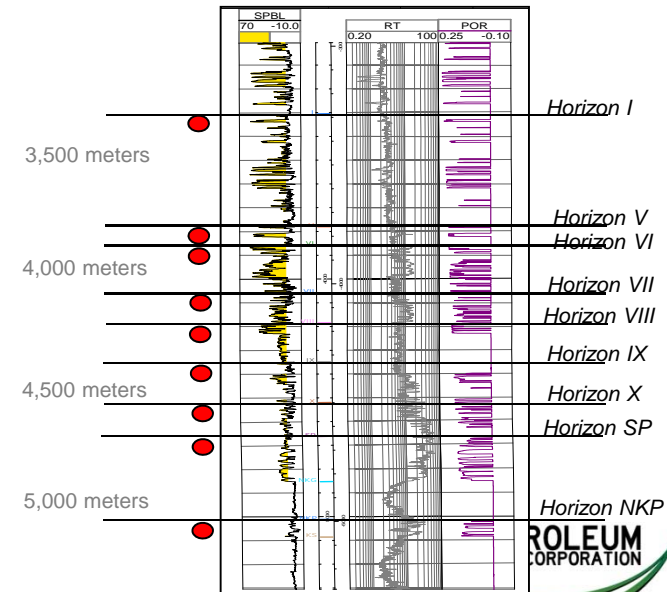 SPBL
70 -10.0
RT
0.20 100
POR
0.25 -0.10
Horizon I
3,500 meters
Horizon V
Horizon VI
4,000 meters
Horizon VII
Horizon VIII
Horizon IX
4,500 meters
Horizon X
Horizon SP
5,000 meters
Horizon NKP
ROLEUM
CORPORATION